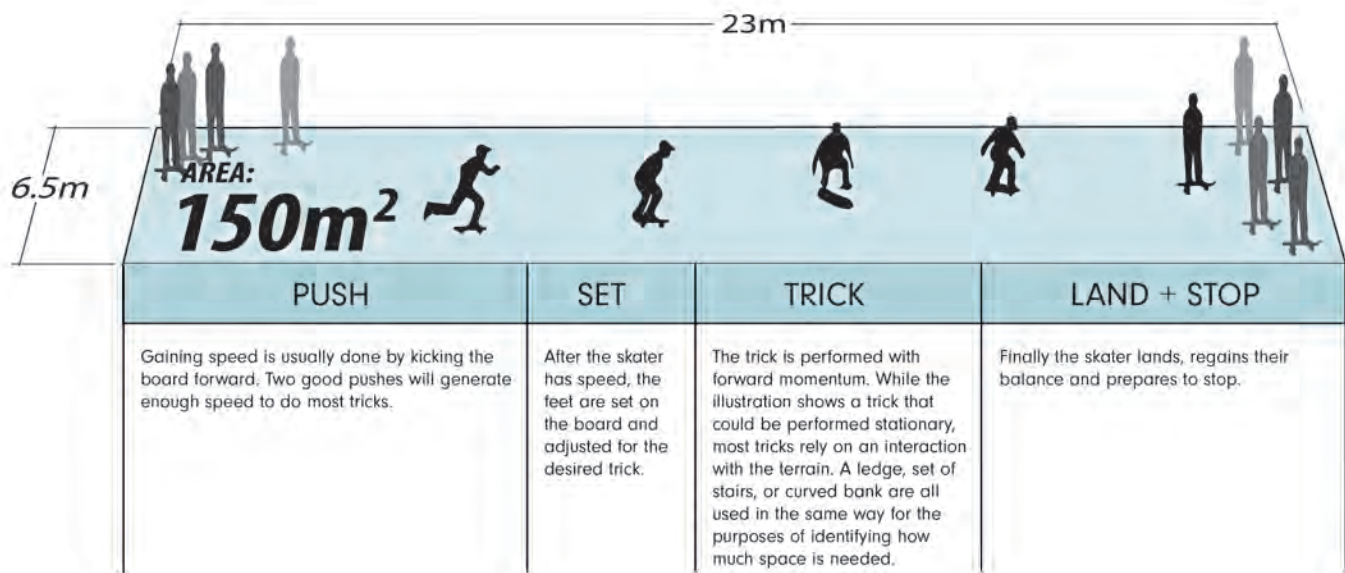 23m
6.5m
AREA:
150m²
PUSH
SET
TRICK
LAND + STOP
Gaining speed is usually done by kicking the
board forward. Two good pushes will generate
enough speed to do most tricks.
After the skater
has speed, the
feet are set on
the board and
adjusted for the
desired trick.
The trick is performed with
forward momentum. While the
illustration shows a trick that
could be performed stationary,
most tricks rely on an interaction
with the terrain. A ledge, set of
stairs, or curved bank are all
used in the same way for the
purposes of identifying how
much space is needed.
Finally the skater lands, regains their
balance and prepares to stop.